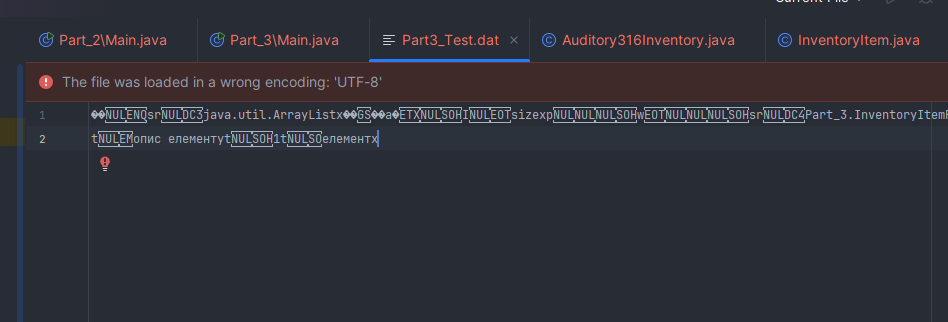 Part_2\Main.java
Part_3\Main.java
Part3_Test.dat
Auditory316Inventory.java
InventoryItem.java
The file was loaded in a wrong encoding: 'UTF-8'
1 ��NULENQsrNULDC3java.util.ArrayListx��GS��a�ETXNULSOHINULEOTsizexpNULNULNULSOHwEOTNULNULNULSOHsrNULDC4Part_3.InventoryItem
2 tNULEMопис елементуtNULSOH1tNULSOелементx